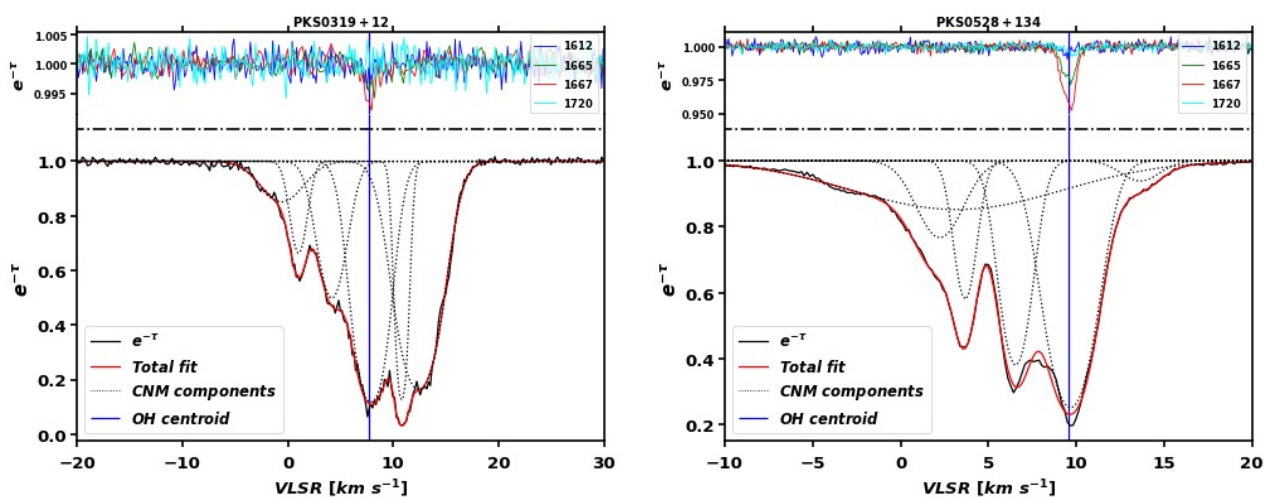 PKS0319+12
1.005
1.000
0.995
e⁻ᵗ
1612
1665
1667
1720
1.0
0.8
0.6
0.4
0.2
0.0
e⁻ᵗ
e⁻ᵗ
Total fit
CNM components
OH centroid
−20 −10 0 10 20 30
VLSR [km s⁻¹]
PKS0528+134
1.000
0.975
0.950
e⁻ᵗ
1612
1665
1667
1720
1.0
0.8
0.6
0.4
0.2
e⁻ᵗ
e⁻ᵗ
Total fit
CNM components
OH centroid
−10 −5 0 5 10 15 20
VLSR [km s⁻¹]